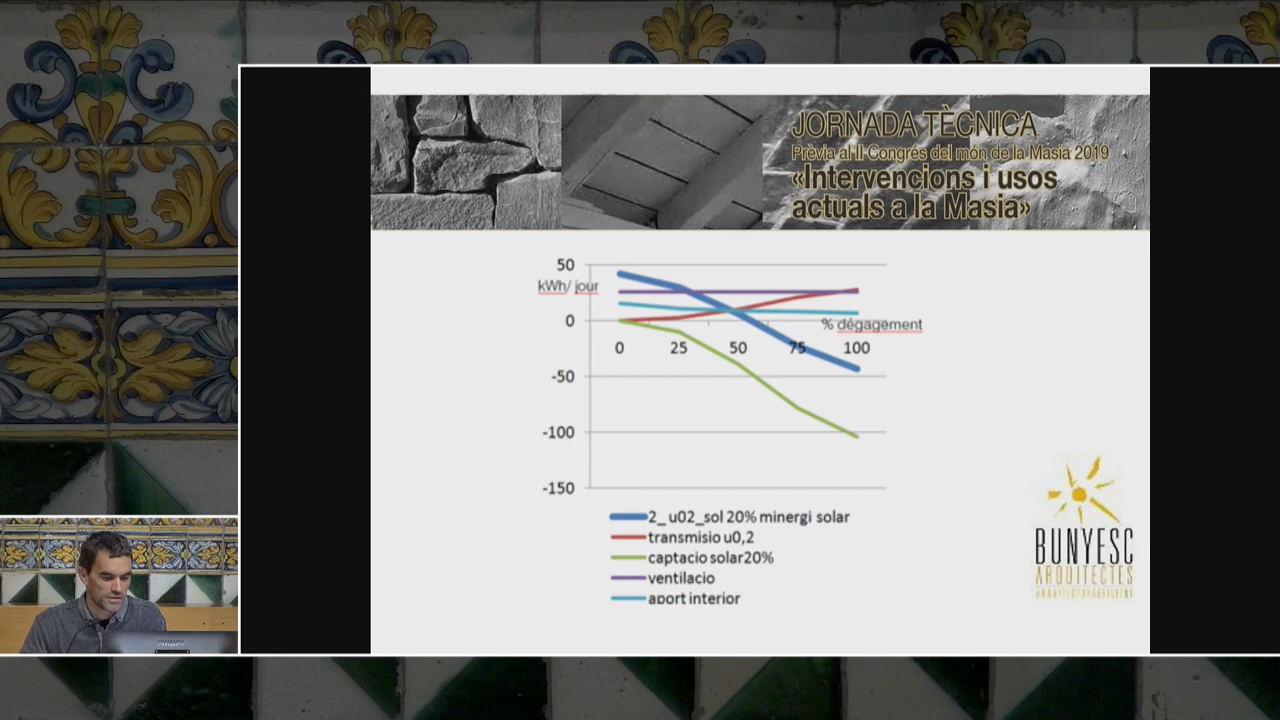 JORNADA TÈCNICA
Prèvia al II Congrés del món de la Masia 2019
«Intervencions i usos
actuals a la Masia»
50
kWh/ jour
0
% dégagement
0 25 50 75 100
-50
-100
-150
2_ u02_sol 20% minergi solar
transmisio u0,2
captacio solar20%
ventilacio
aport interior
BUNYESC
ARQUITECTES
PHILIPS